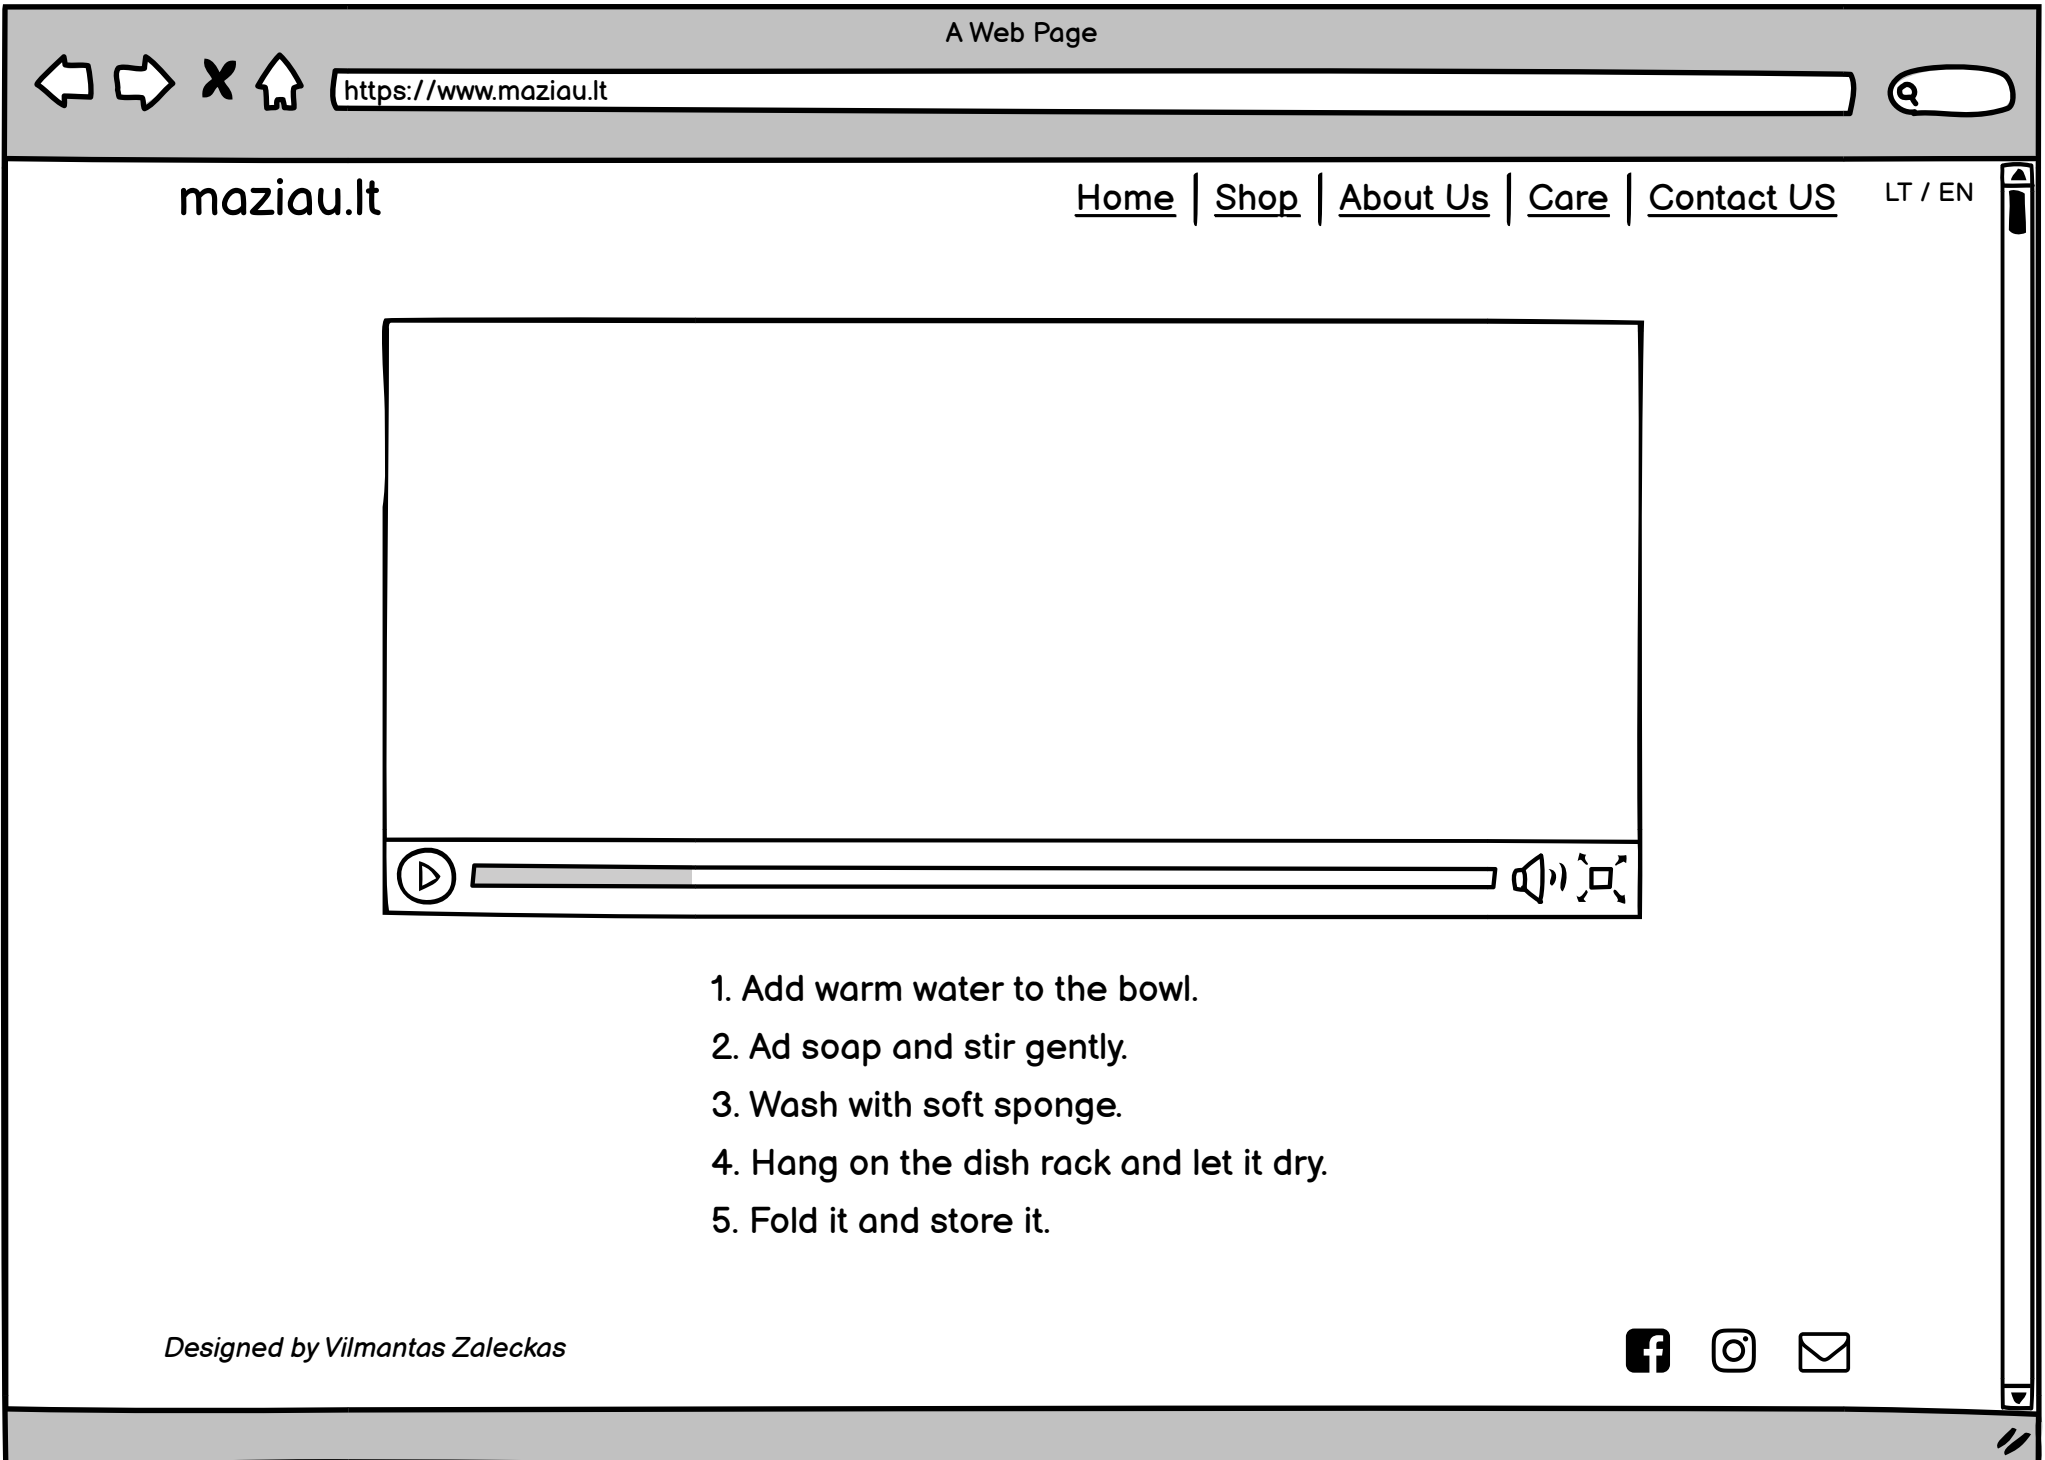 A Web Page
https://www.maziau.lt
maziau.lt
Home | Shop | About Us | Care | Contact US
LT / EN
1. Add warm water to the bowl.
2. Ad soap and stir gently.
3. Wash with soft sponge.
4. Hang on the dish rack and let it dry.
5. Fold it and store it.
Designed by Vilmantas Zaleckas